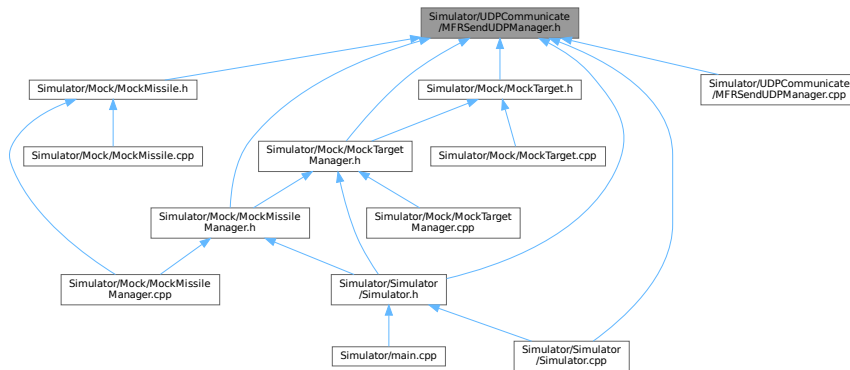 Simulator/UDPCommunicate
/MFRSendUDPManager.h
Simulator/Mock/MockMissile.h
Simulator/Mock/MockTarget.h
Simulator/UDPCommunicate
/MFRSendUDPManager.cpp
Simulator/Mock/MockMissile.cpp
Simulator/Mock/MockTarget
Manager.h
Simulator/Mock/MockTarget.cpp
Simulator/Mock/MockMissile
Manager.h
Simulator/Mock/MockTarget
Manager.cpp
Simulator/Mock/MockMissile
Manager.cpp
Simulator/Simulator
/Simulator.h
Simulator/main.cpp
Simulator/Simulator
/Simulator.cpp